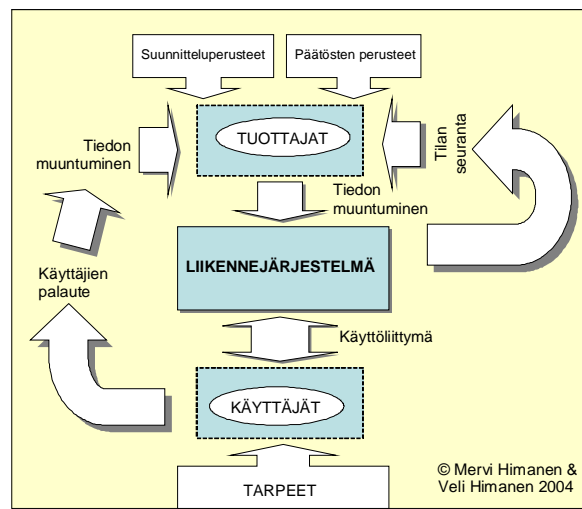 Suunnitteluperusteet
Päätösten perusteet
Tiedon
muuntuminen
TUOTTAJAT
Tilan
seuranta
Tiedon
muuntuminen
LIIKENNEJÄRJESTELMÄ
Käyttäjien
palaute
Käyttöliittymä
KÄYTTÄJÄT
TARPEET
© Mervi Himanen &
Veli Himanen 2004